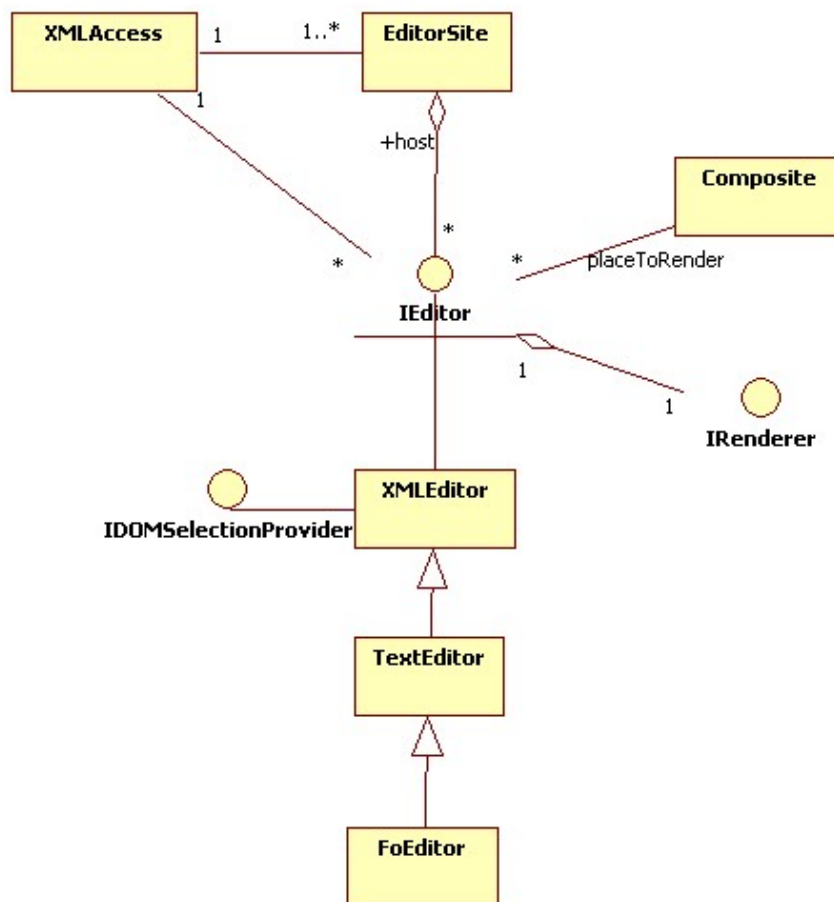 XMLAccess
1
1..*
EditorSite
1
+host
Composite
*
*
*
placeToRender
IEditor
1
1
IRenderer
XMLEditor
IDOMSelectionProvider
TextEditor
FoEditor